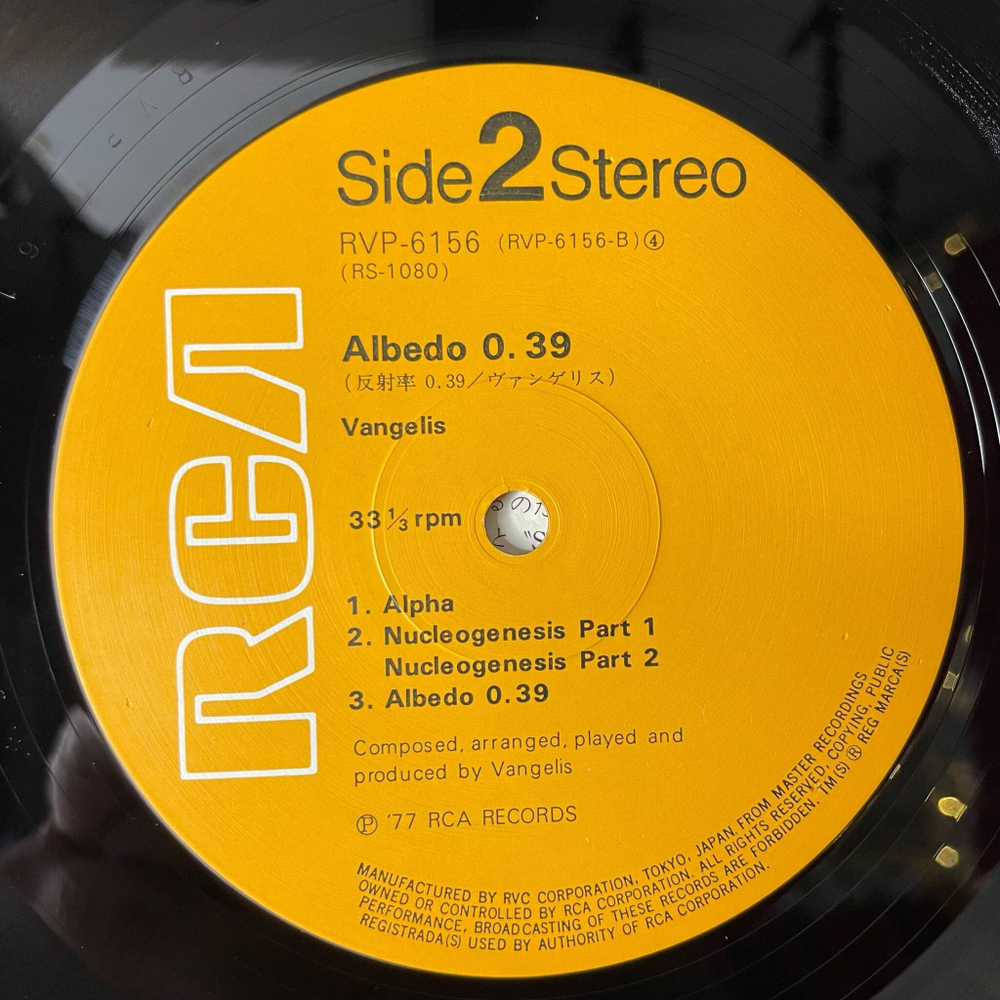 RVP
Side 2 Stereo
RVP-6156 (RVP-6156-B)④
(RS-1080)
RCA
Albedo 0.39
(反射率 0.39/ヴァンゲリス)
Vangelis
33⅓ rpm
1. Alpha
2. Nucleogenesis Part 1
Nucleogenesis Part 2
3. Albedo 0.39
Composed, arranged, played and
produced by Vangelis
Ⓟ '77 RCA RECORDS
MANUFACTURED BY RVC CORPORATION, TOKYO, JAPAN. FROM MASTER RECORDINGS
OWNED OR CONTROLLED BY RCA CORPORATION. ALL RIGHTS RESERVED, COPYING, PUBLIC
PERFORMANCE, BROADCASTING OF THESE RECORDS ARE FORBIDDEN. TM(S) ® REG MARCA(S)
REGISTRADA(S) USED BY AUTHORITY OF RCA CORPORATION.